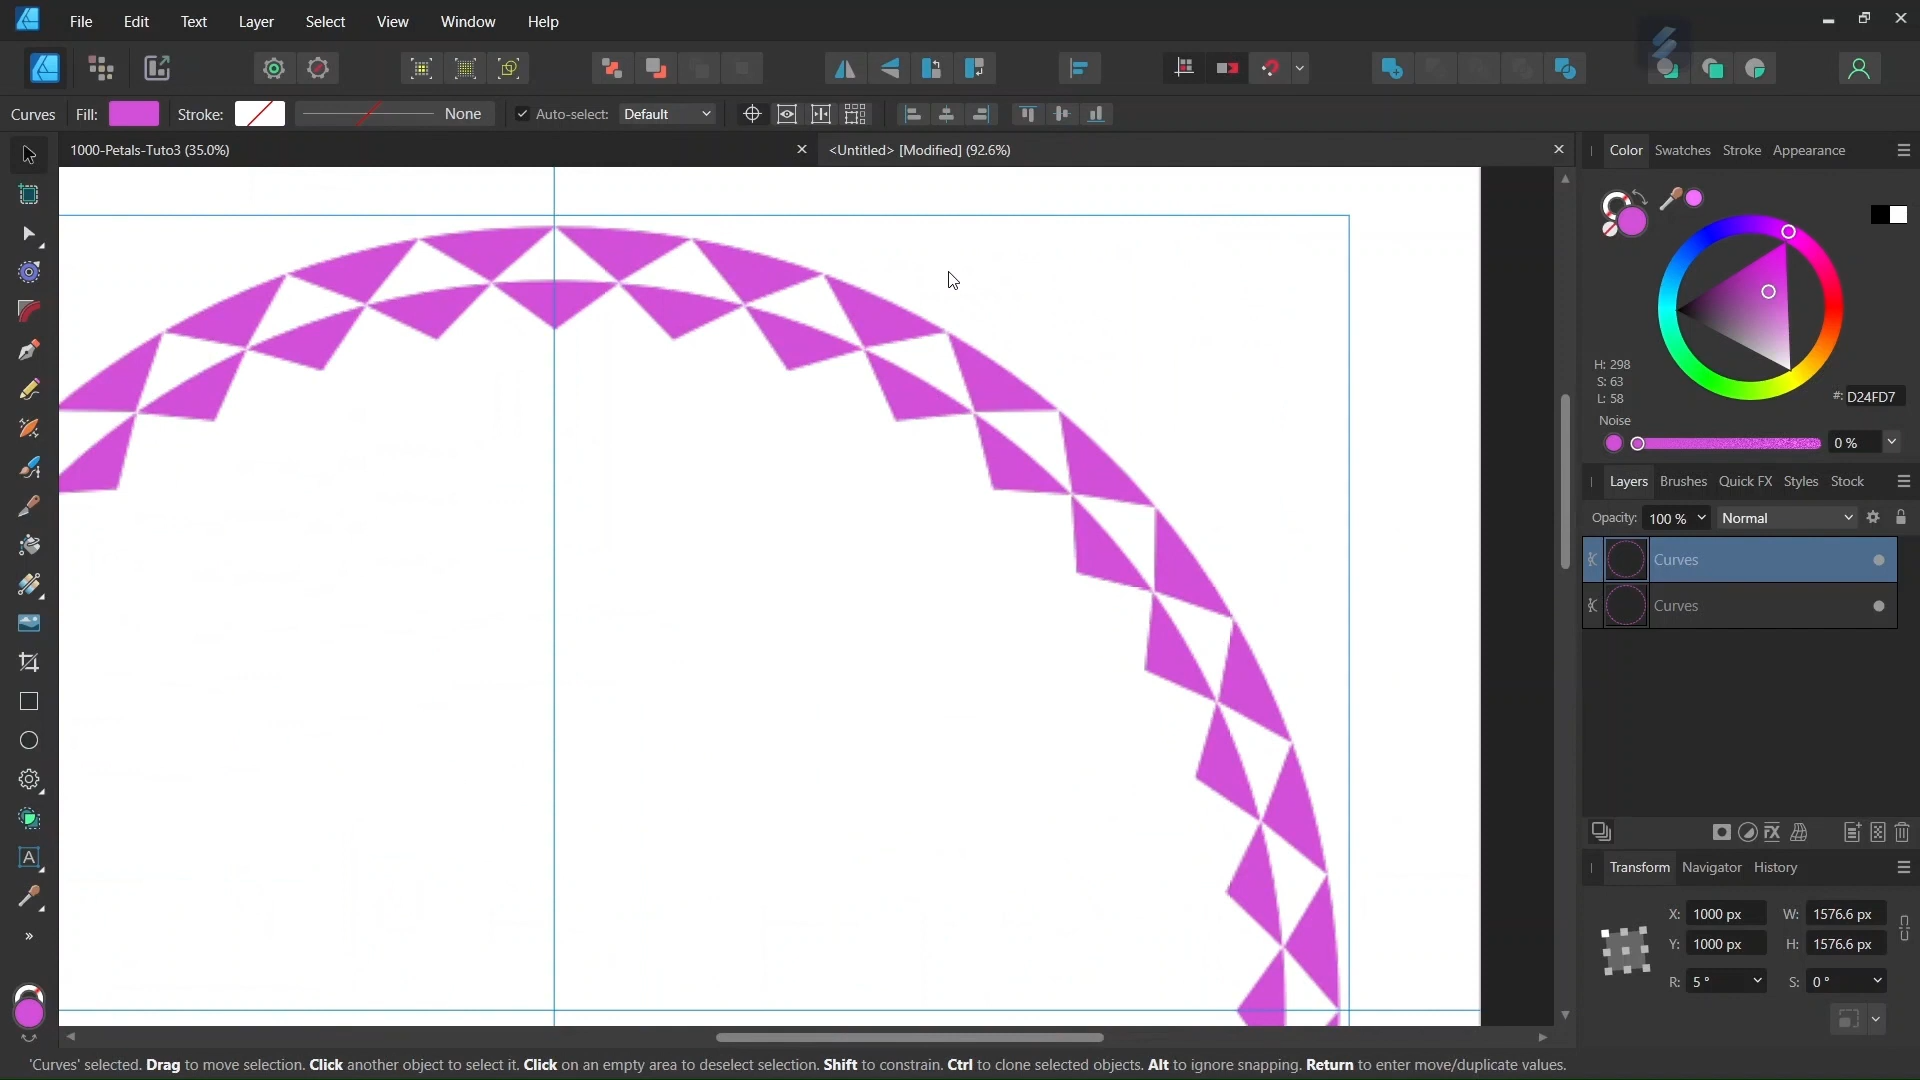 File Edit Text Layer Select View Window Help
Curves Fill: Stroke: None Auto-select: Default
1000-Petals-Tuto3 (35.0%)
<Untitled> [Modified] (92.6%)
Color Swatches Stroke Appearance
H: 298
S: 63
L: 58
#: D24FD7
Noise
0 %
Layers Brushes Quick FX Styles Stock
Opacity: 100 % Normal
Curves
Curves
Transform Navigator History
X: 1000 px W: 1576.6 px
Y: 1000 px H: 1576.6 px
R: 5 ° S: 0 °
'Curves' selected. Drag to move selection. Click another object to select it. Click on an empty area to deselect selection. Shift to constrain. Ctrl to clone selected objects. Alt to ignore snapping. Return to enter move/duplicate values.